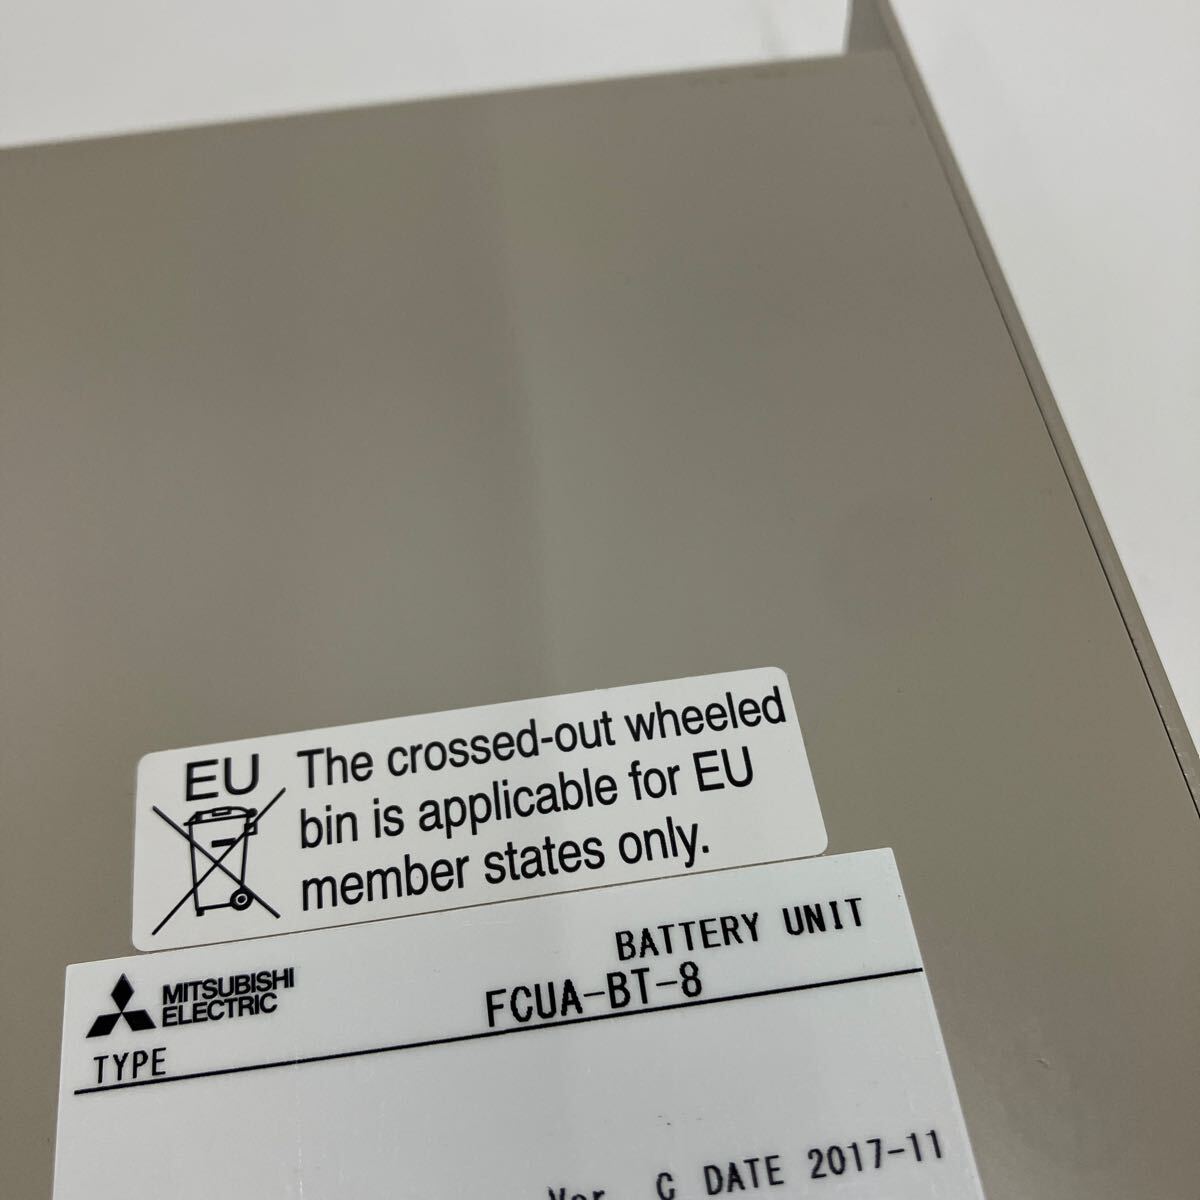 EU
The crossed-out wheeled
bin is applicable for EU
member states only.
MITSUBISHI
ELECTRIC
BATTERY UNIT
TYPE FCUA-BT-8
Ver. C DATE 2017-11